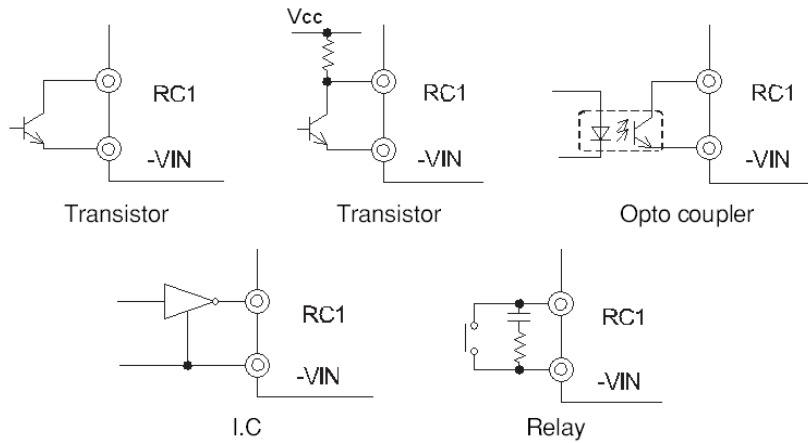 Vcc
RC1
RC1
RC1
-VIN
-VIN
-VIN
Transistor
Transistor
Opto coupler
RC1
RC1
-VIN
-VIN
I.C
Relay